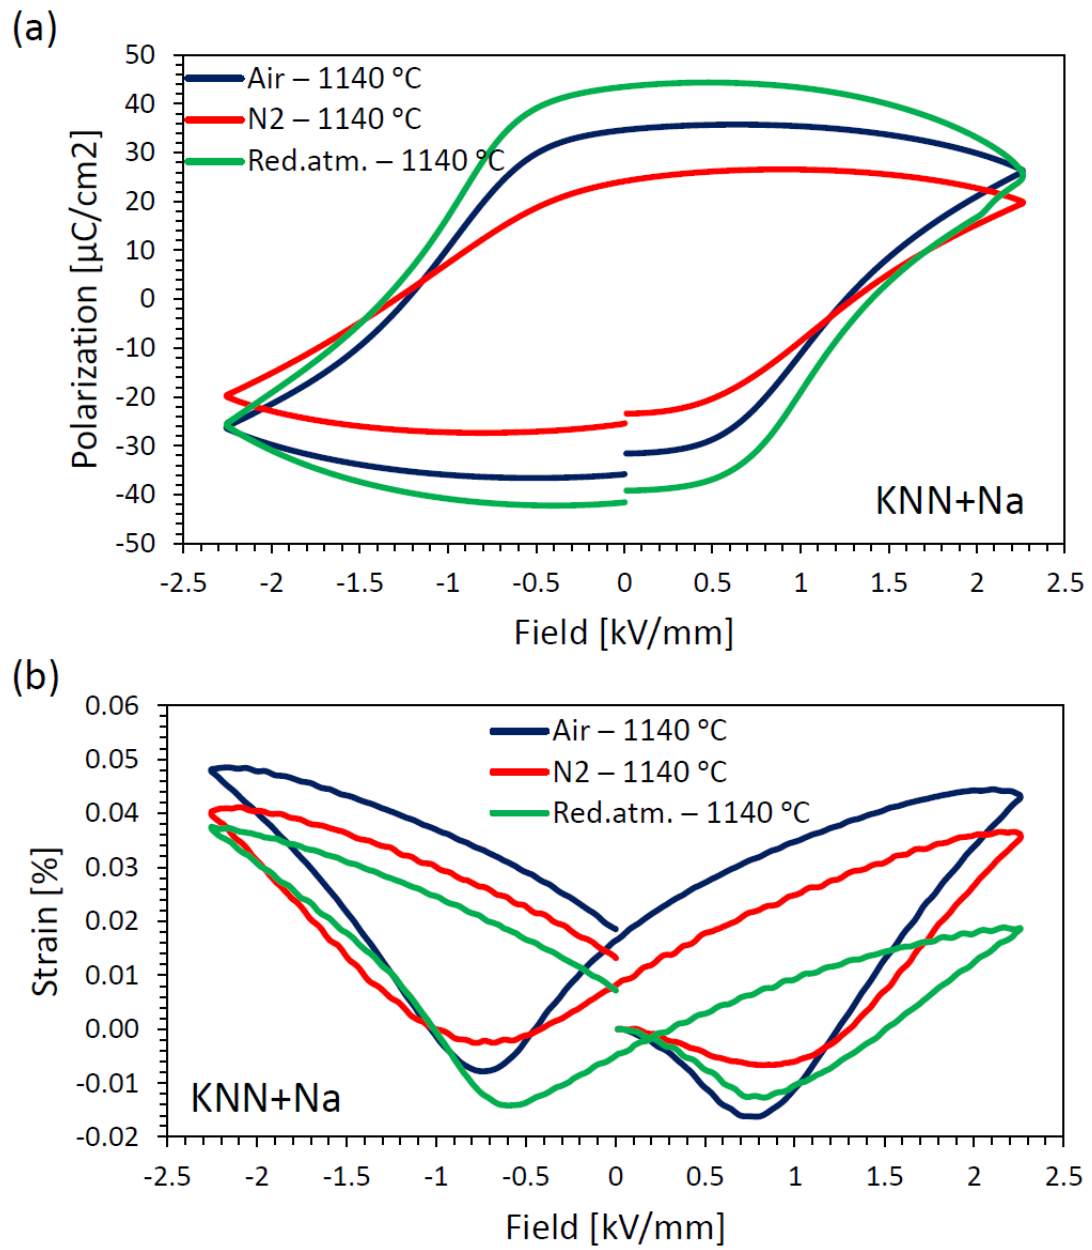 (a)
50
40
30
20
10
0
-10
-20
-30
-40
-50
Polarization [µC/cm2]
Air – 1140 °C
N2 – 1140 °C
Red.atm. – 1140 °C
KNN+Na
-2.5 -2 -1.5 -1 -0.5 0 0.5 1 1.5 2 2.5
Field [kV/mm]
(b)
0.06
0.05
0.04
0.03
0.02
0.01
0.00
-0.01
-0.02
Strain [%]
Air – 1140 °C
N2 – 1140 °C
Red.atm. – 1140 °C
KNN+Na
-2.5 -2 -1.5 -1 -0.5 0 0.5 1 1.5 2 2.5
Field [kV/mm]